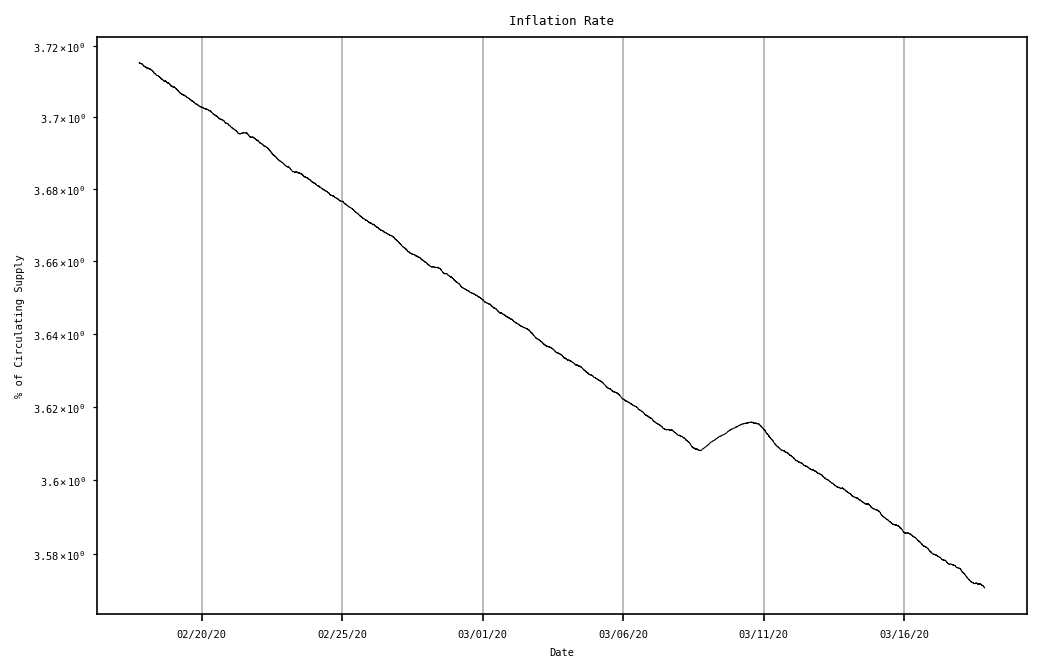 Inflation Rate
3.72×10⁰
3.7×10⁰
3.68×10⁰
3.66×10⁰
3.64×10⁰
3.62×10⁰
3.6×10⁰
3.58×10⁰
% of Circulating Supply
02/20/20 02/25/20 03/01/20 03/06/20 03/11/20 03/16/20
Date